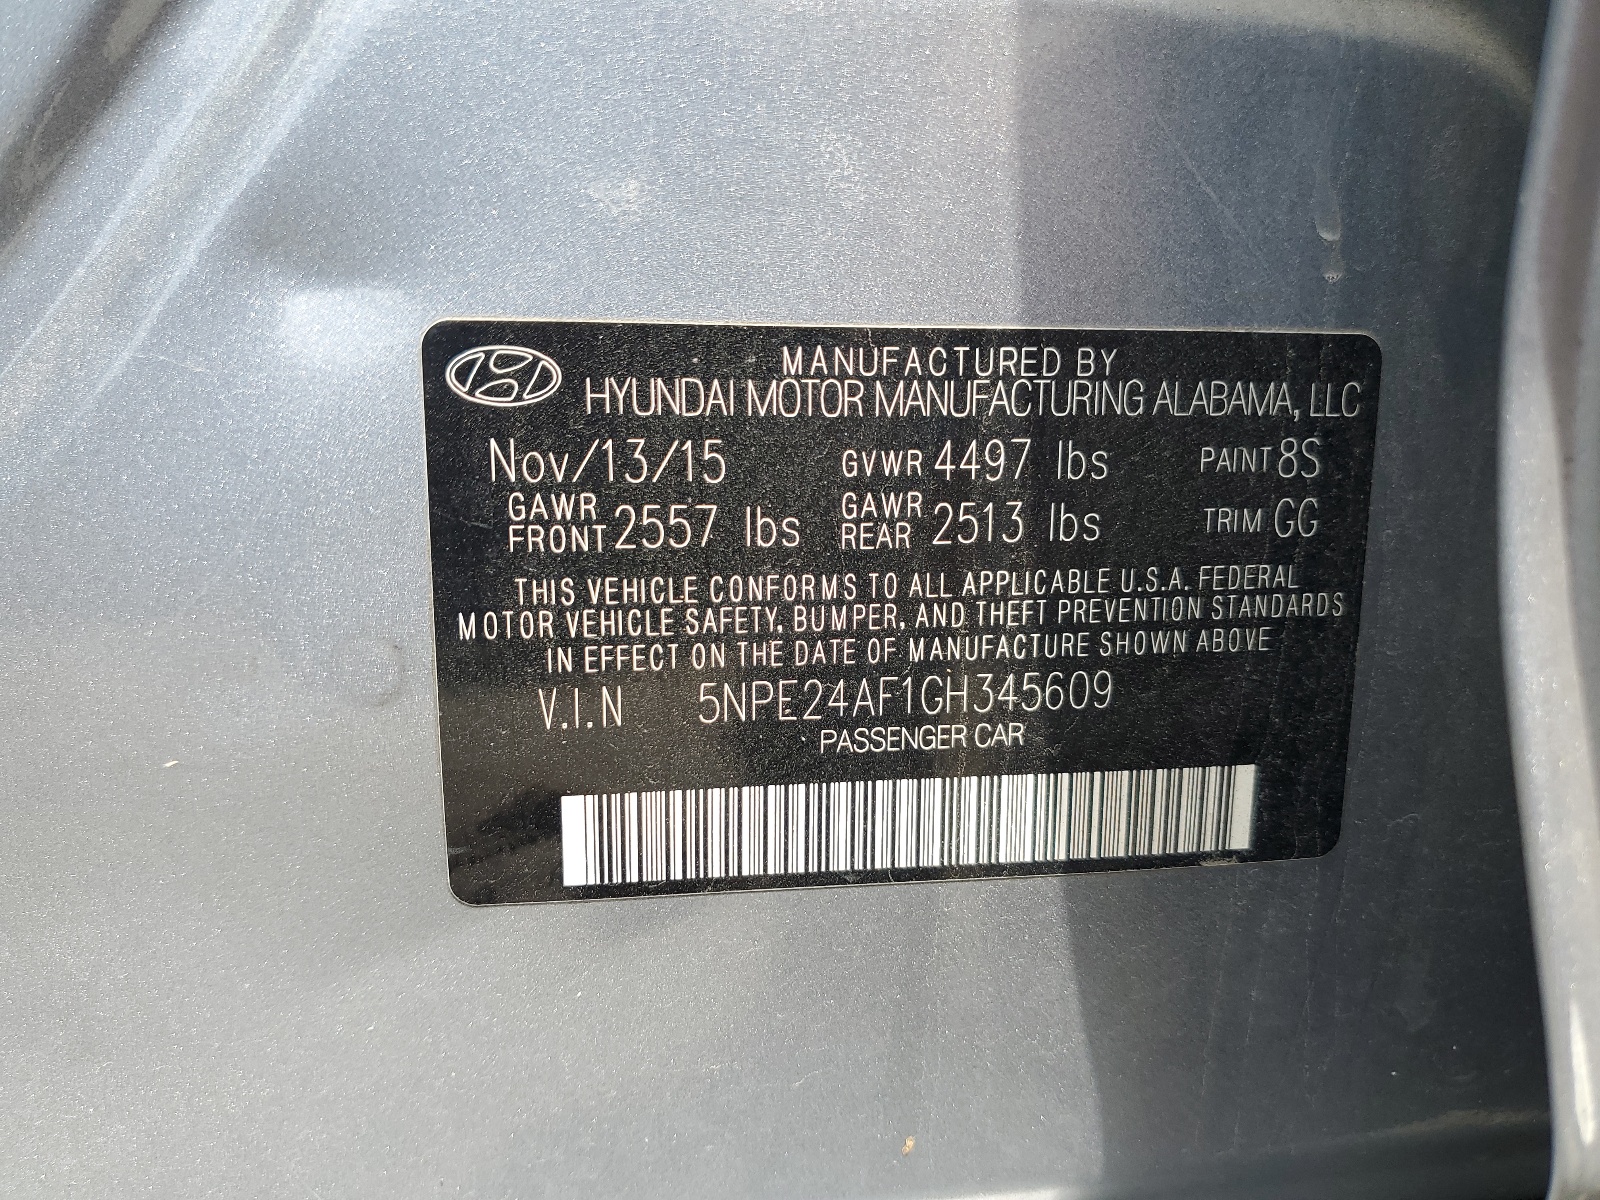 MANUFACTURED BY
HYUNDAI MOTOR MANUFACTURING ALABAMA, LLC
Nov/13/15 GVWR 4497 lbs PAINT 8S
GAWR FRONT 2557 lbs GAWR REAR 2513 lbs TRIM GG
THIS VEHICLE CONFORMS TO ALL APPLICABLE U.S.A. FEDERAL
MOTOR VEHICLE SAFETY, BUMPER, AND THEFT PREVENTION STANDARDS
IN EFFECT ON THE DATE OF MANUFACTURE SHOWN ABOVE
V.I.N 5NPE24AF1GH345609
PASSENGER CAR